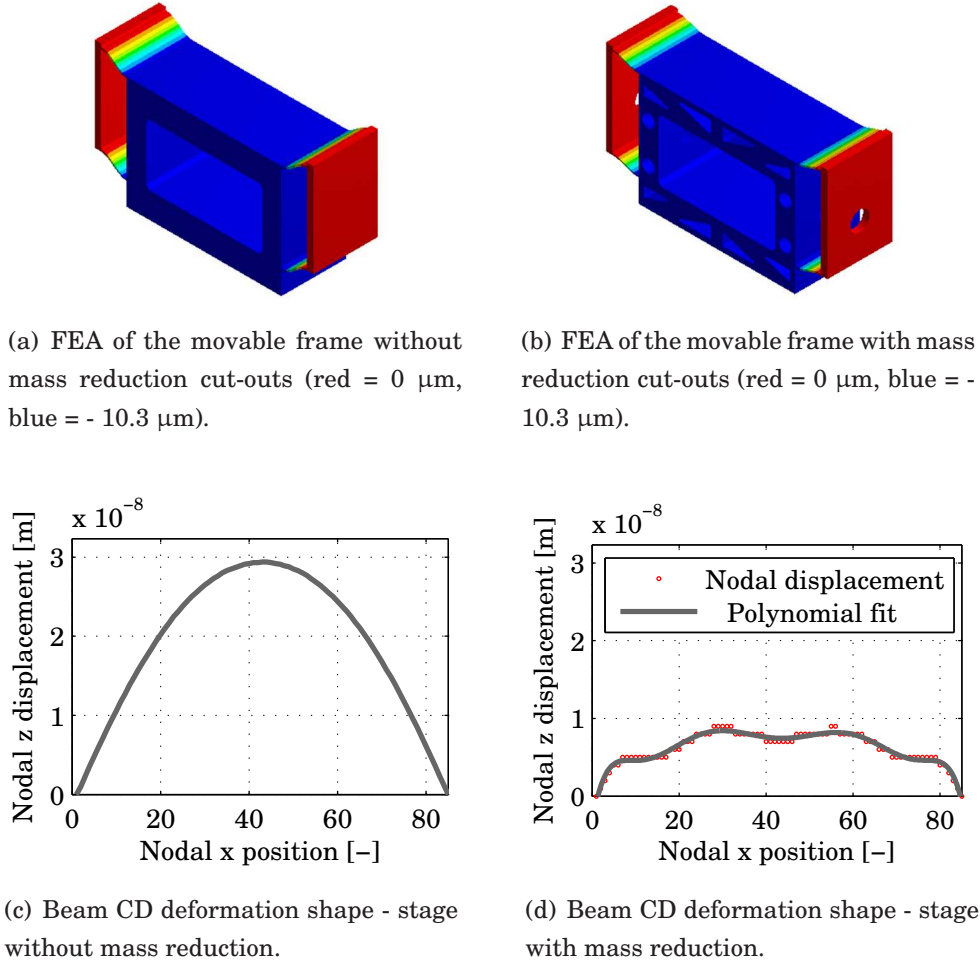 (a) FEA of the movable frame without
mass reduction cut-outs (red = 0 μm,
blue = - 10.3 μm).
(b) FEA of the movable frame with mass
reduction cut-outs (red = 0 μm, blue = -
10.3 μm).
x 10⁻⁸
3
2
1
0
Nodal z displacement [m]
0 20 40 60 80
Nodal x position [–]
x 10⁻⁸
3
2
1
0
Nodal z displacement [m]
Nodal displacement
Polynomial fit
0 20 40 60 80
Nodal x position [–]
(c) Beam CD deformation shape - stage
without mass reduction.
(d) Beam CD deformation shape - stage
with mass reduction.